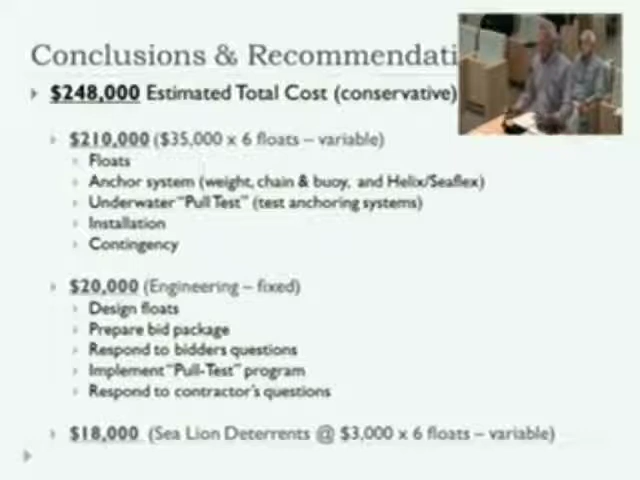 Conclusions & Recommendati
$248,000 Estimated Total Cost (conservative)
$210,000 ($35,000 x 6 floats – variable)
Floats
Anchor system (weight, chain & buoy, and Helix/Seaflex)
Underwater “Pull Test” (test anchoring systems)
Installation
Contingency
$20,000 (Engineering – fixed)
Design floats
Prepare bid package
Respond to bidders questions
Implement “Pull-Test” program
Respond to contractor’s questions
$18,000 (Sea Lion Deterrents @ $3,000 x 6 floats – variable)